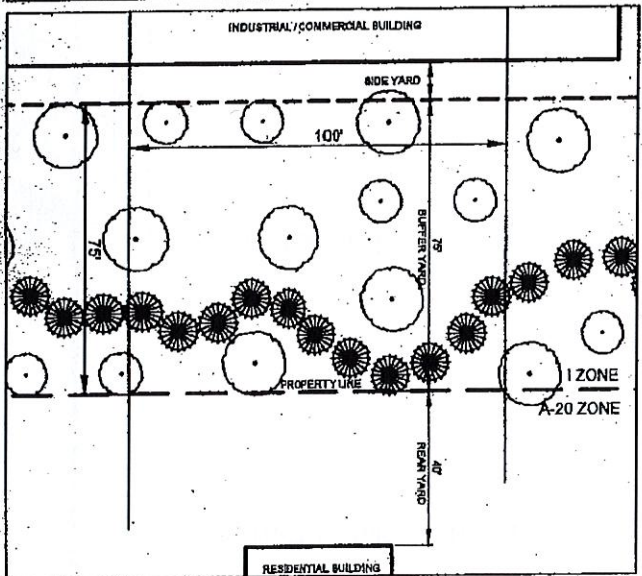 INDUSTRIAL / COMMERCIAL BUILDING
SIDE YARD
100'
75'
75'
BUFFER YARD
PROPERTY LINE
I ZONE
A-20 ZONE
40'
REAR YARD
RESIDENTIAL BUILDING